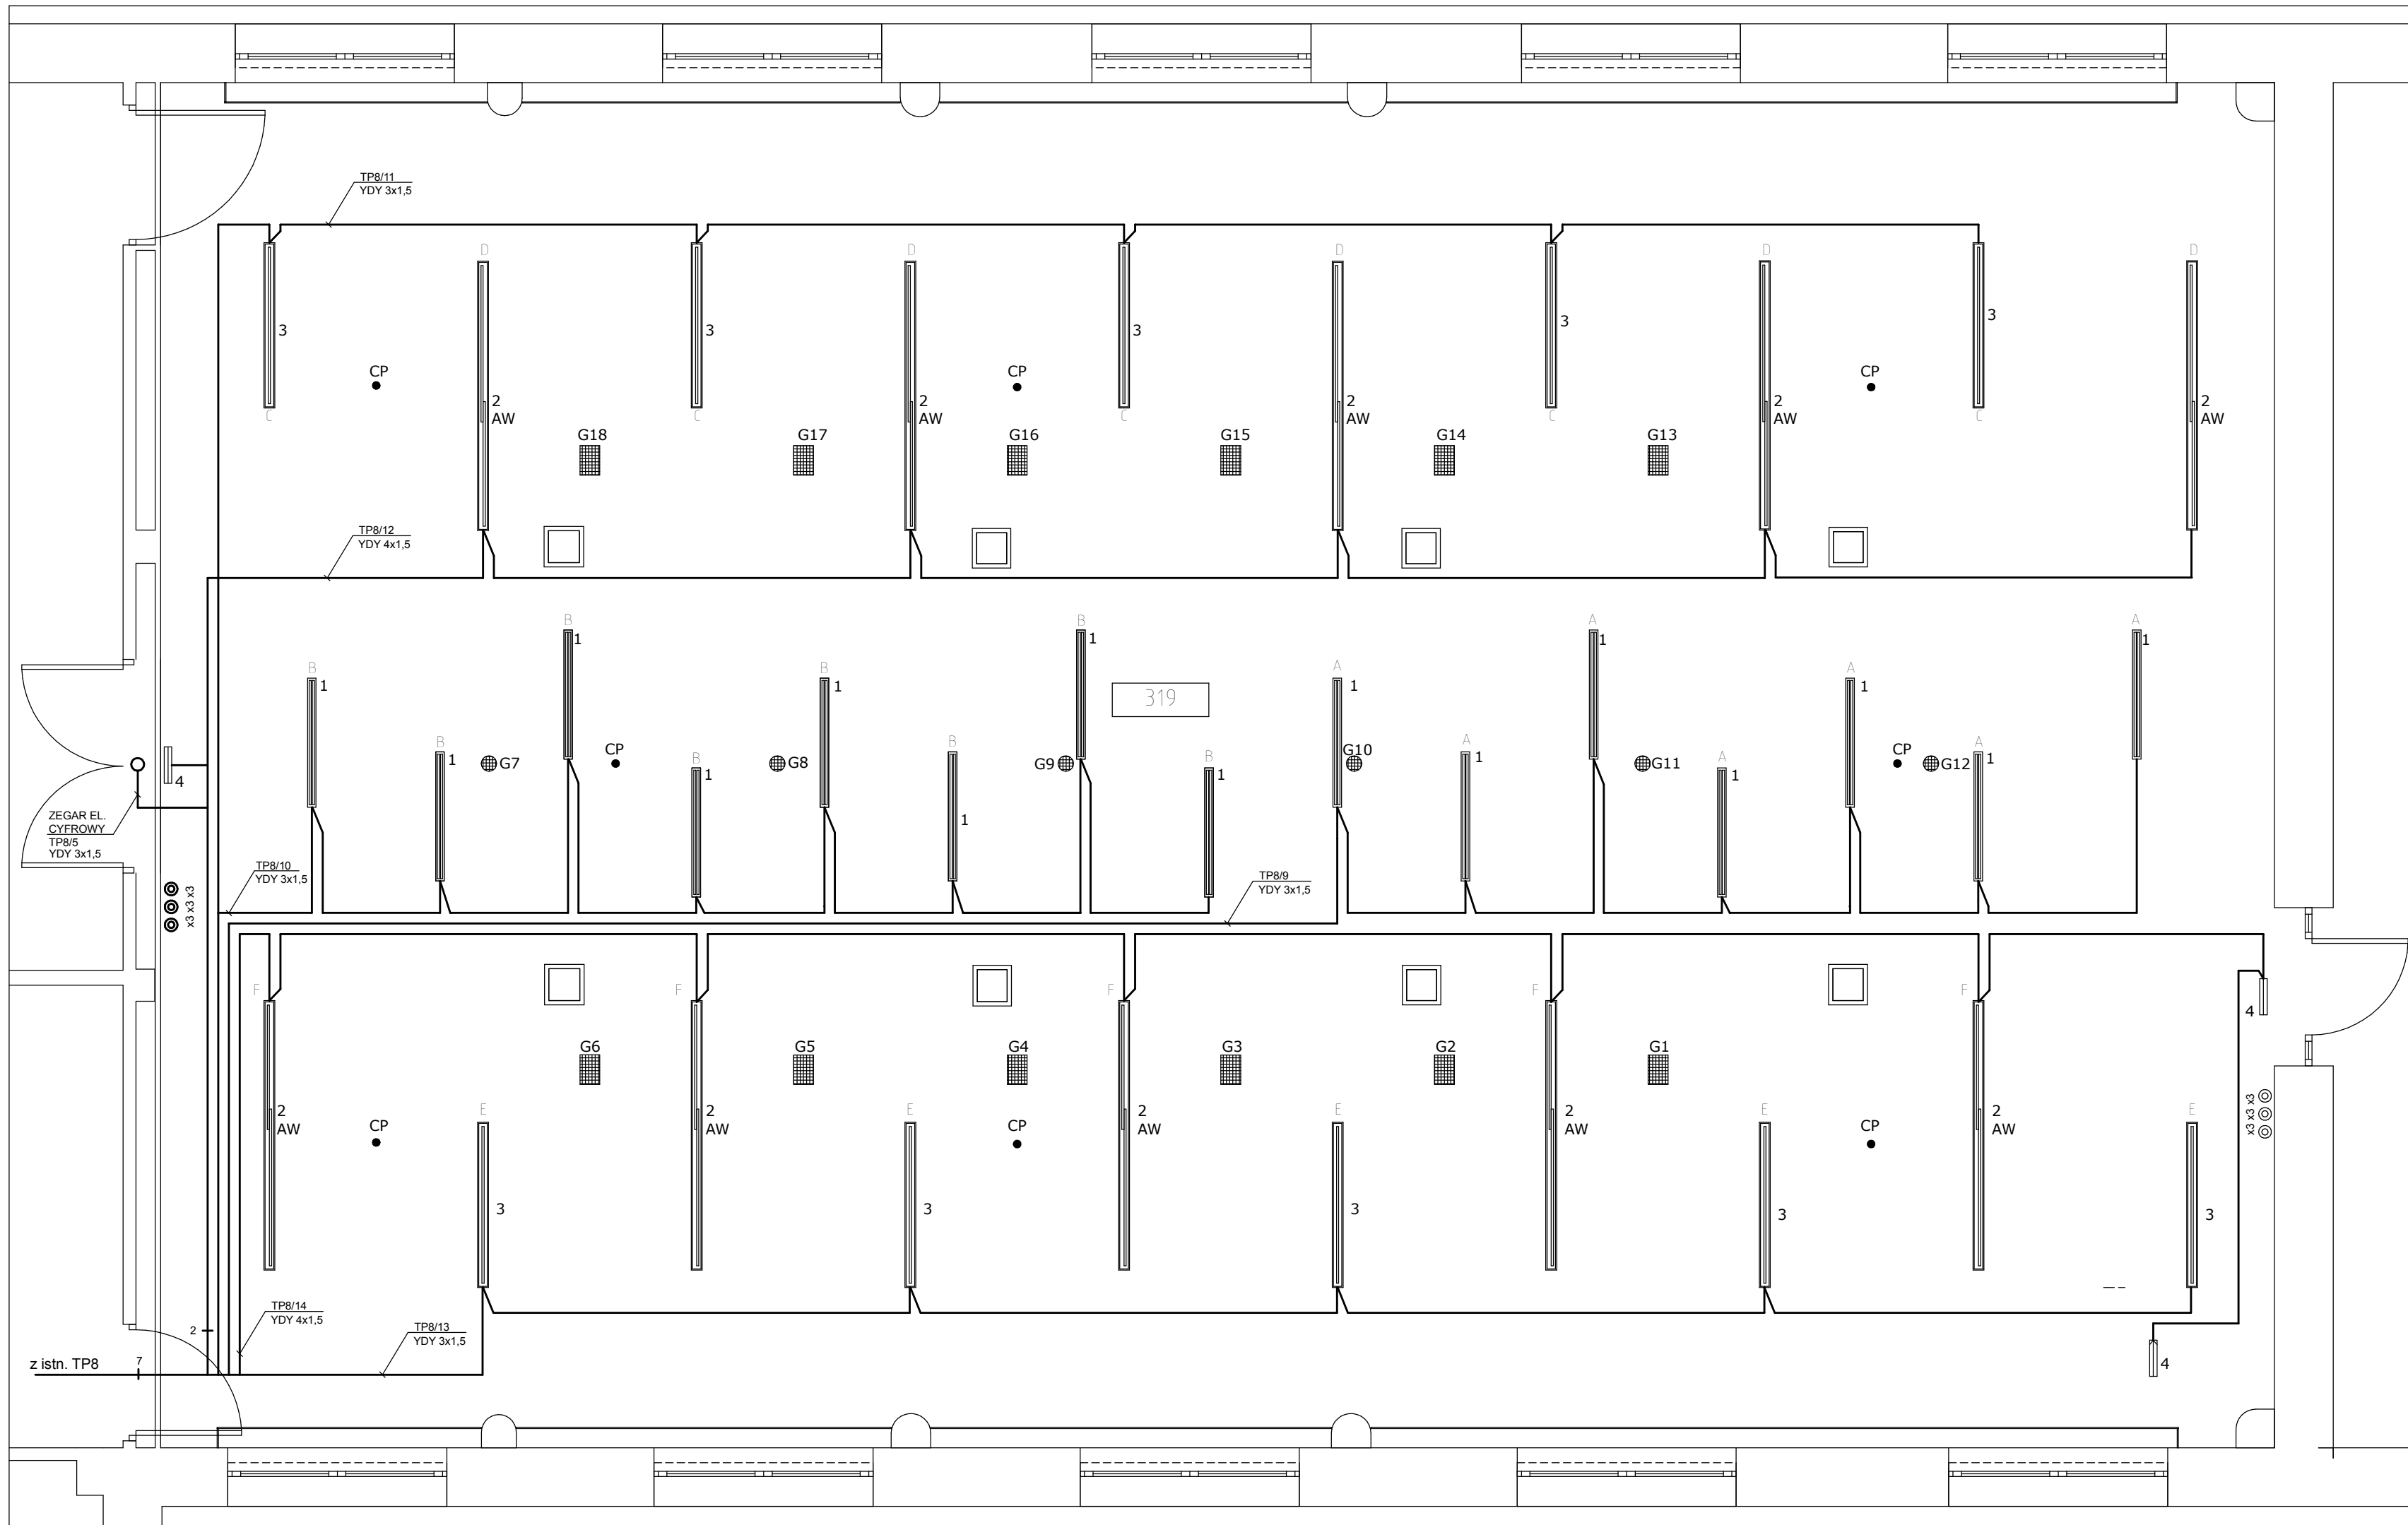 TP8/11
YDY 3x1,5
D
D
D
D
D
3
3
3
3
3
CP
CP
CP
C
C
C
C
C
2
AW
2
AW
2
AW
2
AW
2
AW
G18
G17
G16
G15
G14
G13
TP8/12
YDY 4x1,5
B
1
B
1
A
1
A
1
B
1
B
1
A
1
A
1
319
B
1
B
1
A
1
A
1
B
1
B
1
A
1
G7
CP
G8
G9
G10
G11
CP
G12
4
ZEGAR EL.
CYFROWY
TP8/5
YDY 3x1,5
TP8/10
YDY 3x1,5
TP8/9
YDY 3x1,5
x3 x3 x3
F
F
F
F
F
4
G6
G5
G4
G3
G2
G1
2
AW
2
AW
2
AW
2
AW
2
AW
E
E
E
E
E
CP
CP
CP
x3 x3 x3
3
3
3
3
3
TP8/14
YDY 4x1,5
TP8/13
YDY 3x1,5
2
z istn. TP8
7
4